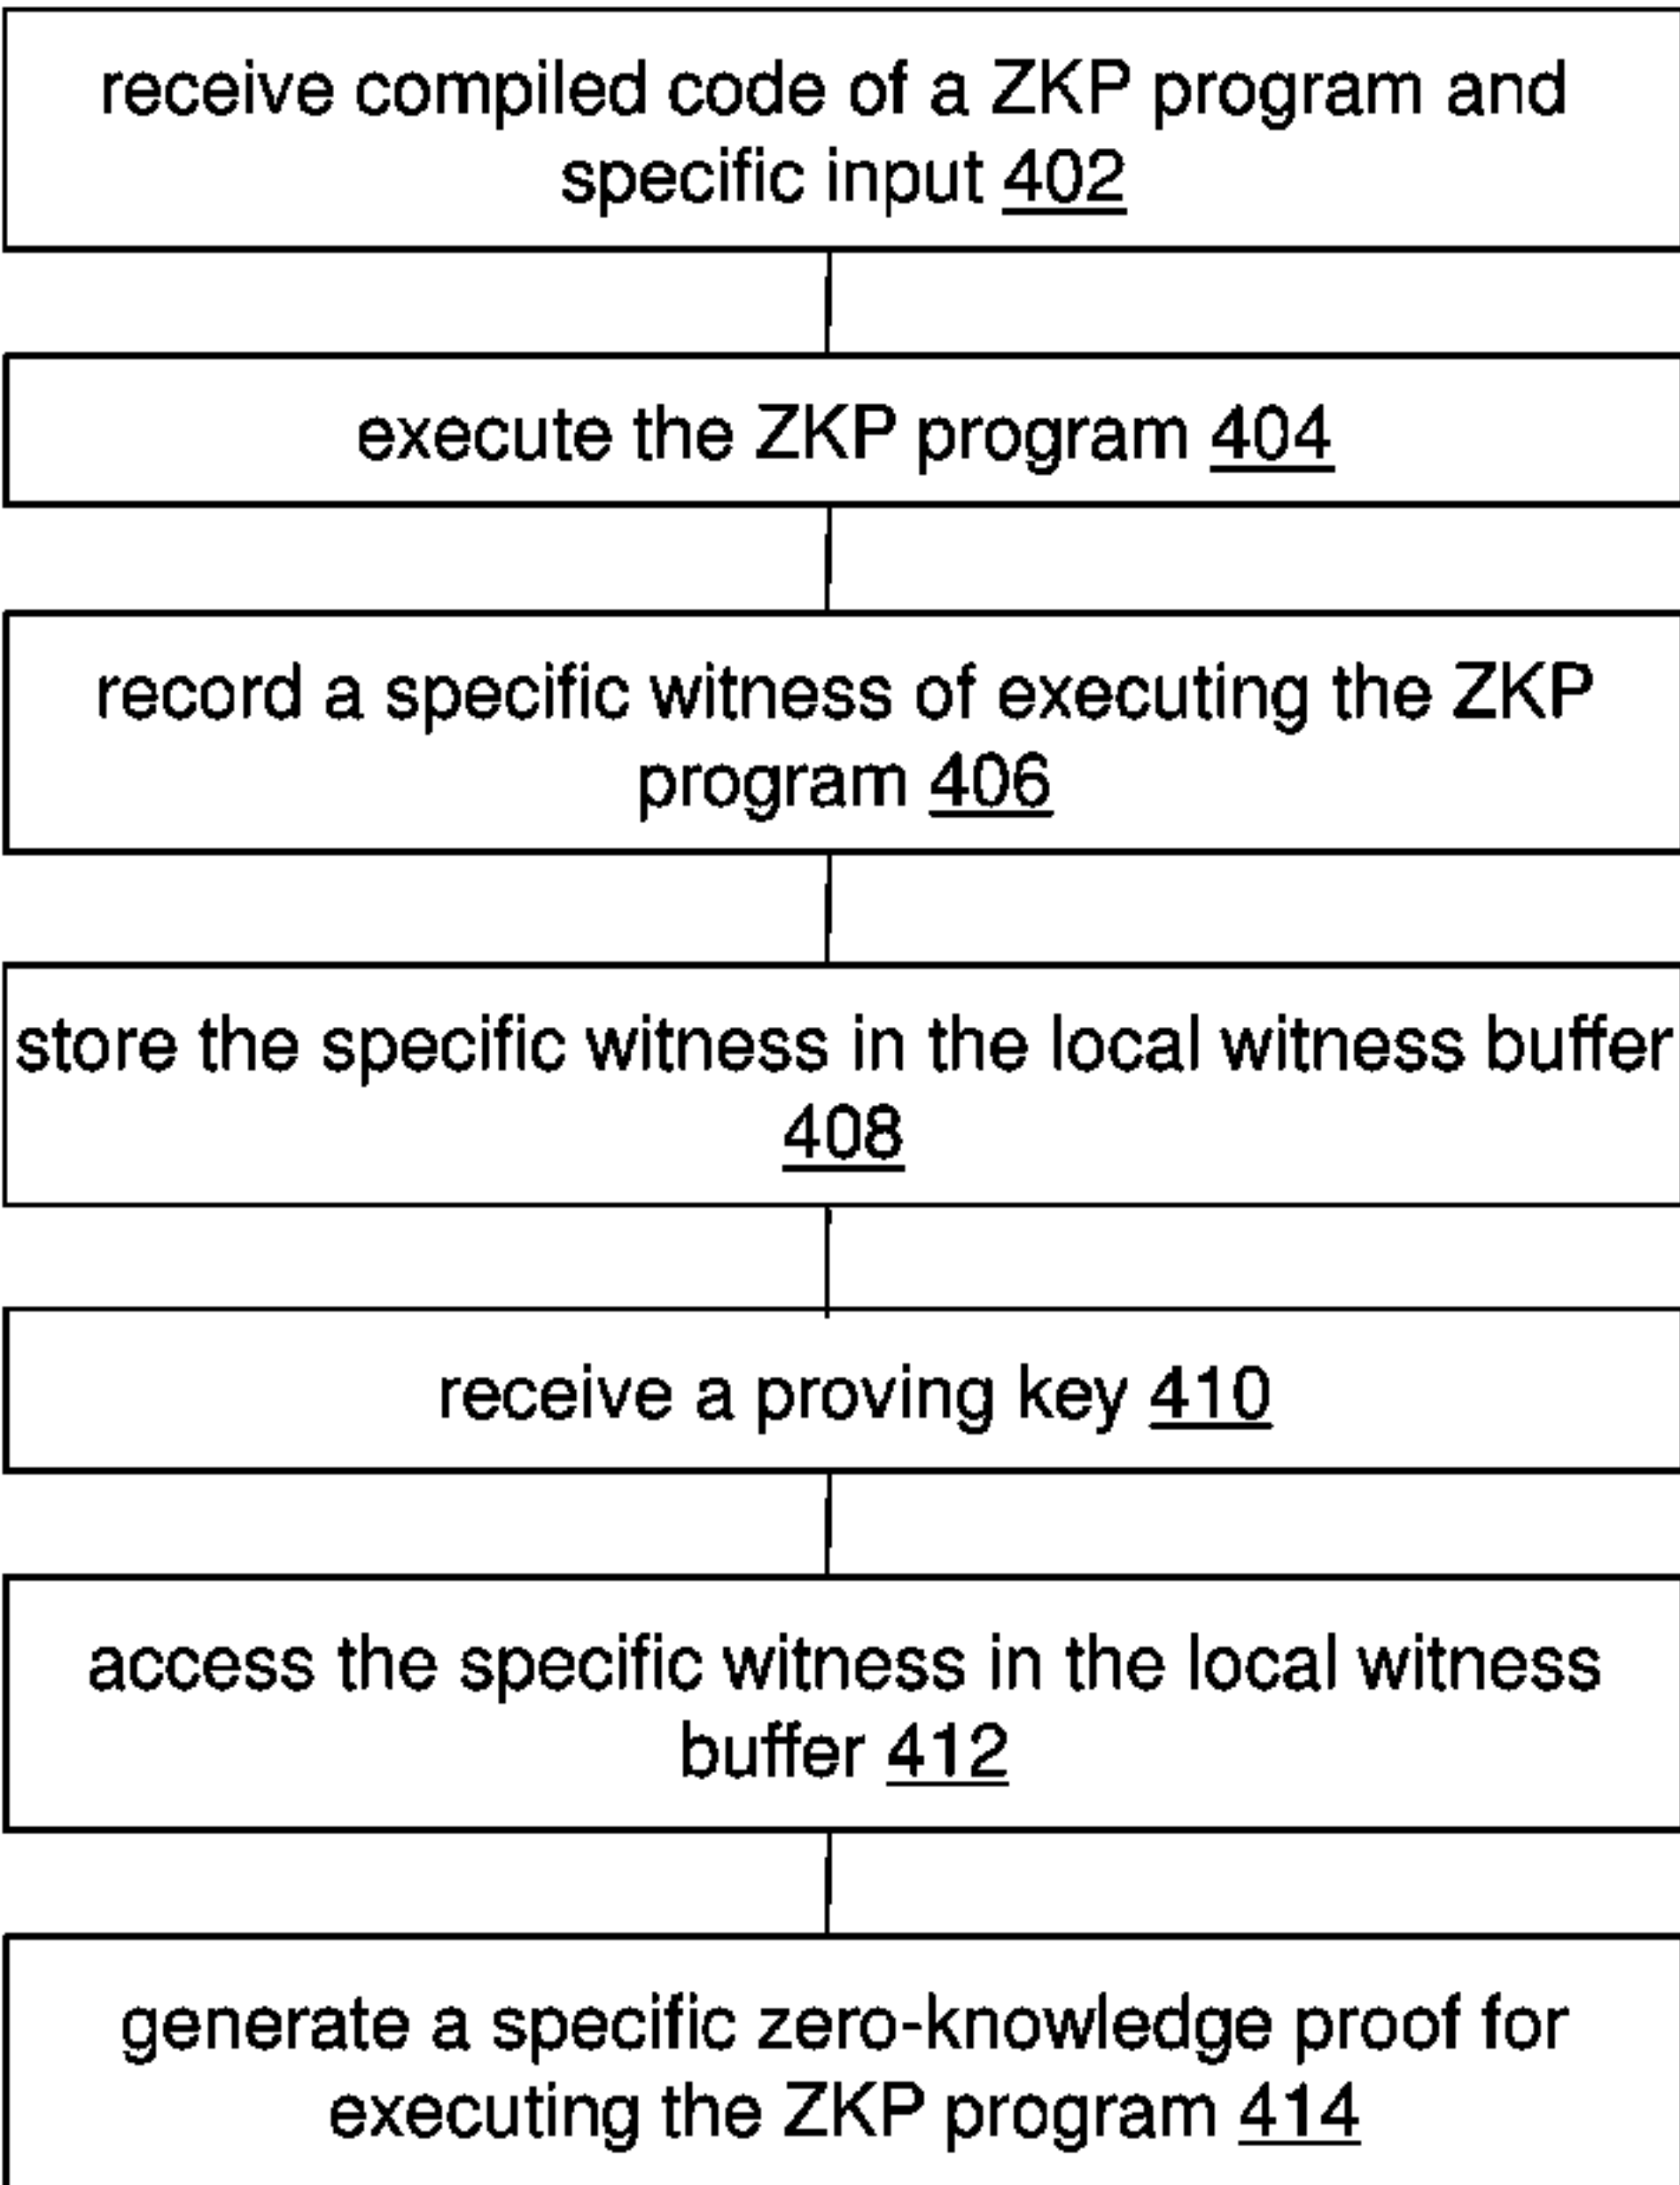 receive compiled code of a ZKP program and
specific input 402
execute the ZKP program 404
record a specific witness of executing the ZKP
program 406
store the specific witness in the local witness buffer
408
receive a proving key 410
access the specific witness in the local witness
buffer 412
generate a specific zero-knowledge proof for
executing the ZKP program 414